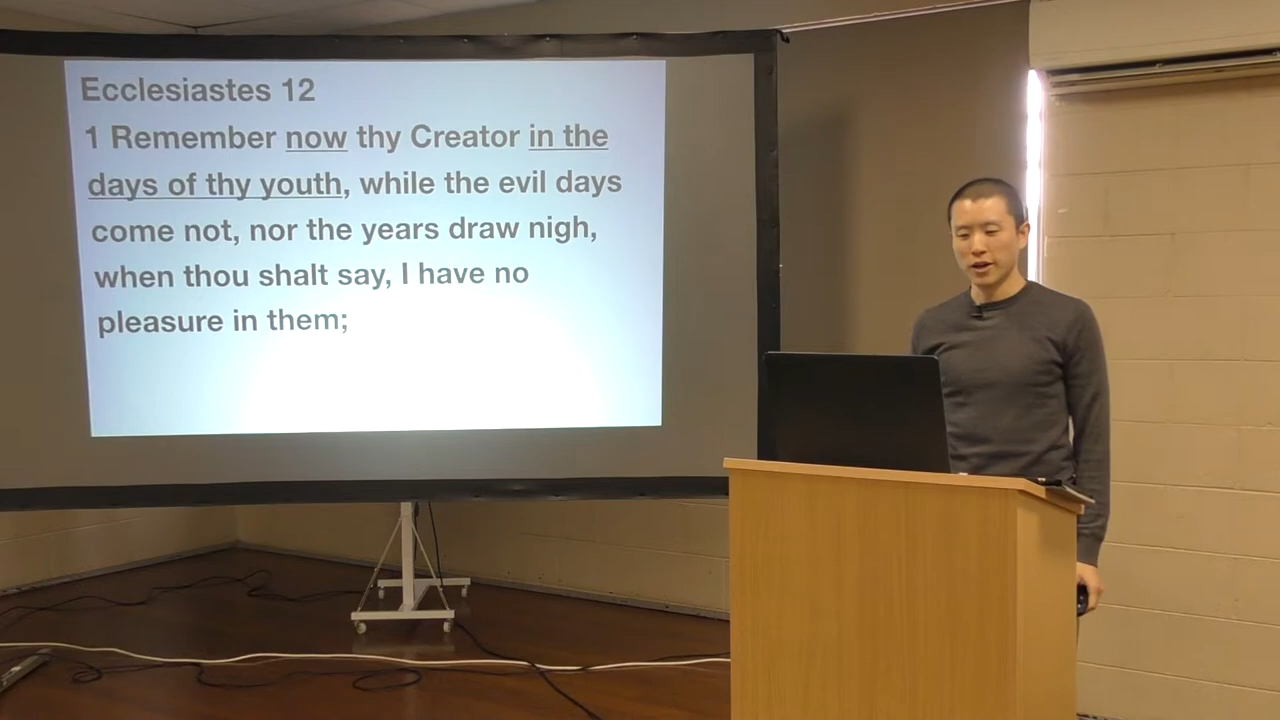 Ecclesiastes 12
1 Remember now thy Creator in the
days of thy youth, while the evil days
come not, nor the years draw nigh,
when thou shalt say, I have no
pleasure in them;